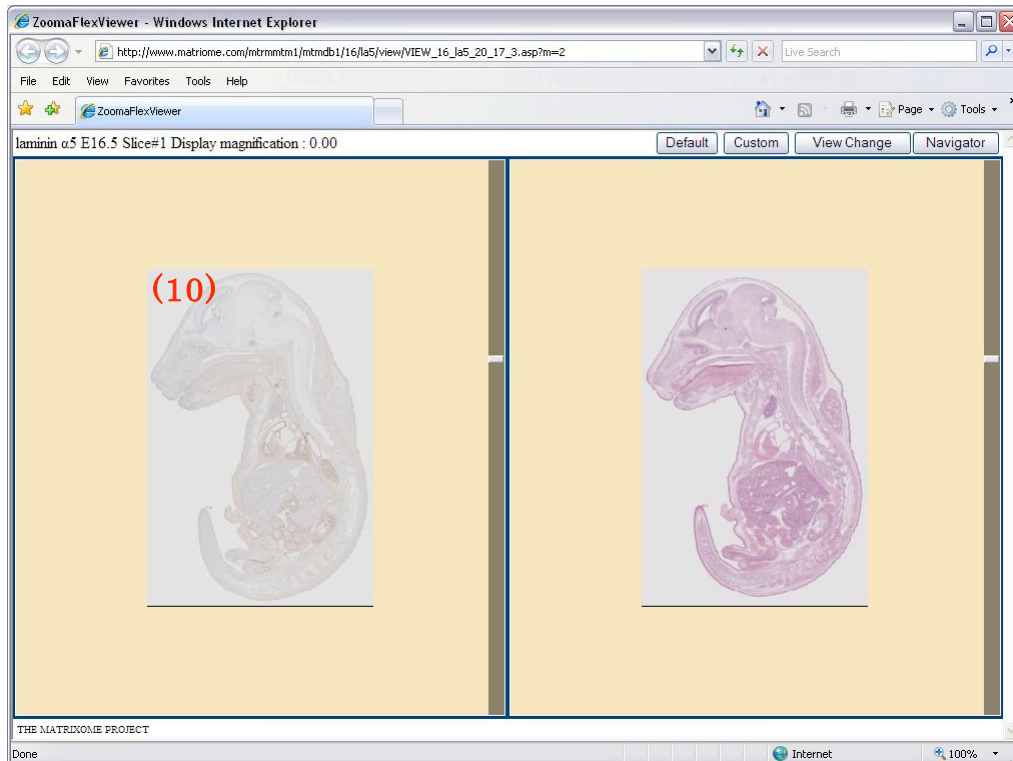 ZoomaFlexViewer - Windows Internet Explorer
http://www.matriome.com/mtrmmtm1/mtmdb1/16/la5/view/VIEW_16_la5_20_17_3.asp?m=2
Live Search
File Edit View Favorites Tools Help
ZoomaFlexViewer
Page Tools
laminin α5 E16.5 Slice#1 Display magnification : 0.00
Default Custom View Change Navigator
(10)
THE MATRIXOME PROJECT
Done
Internet
100%